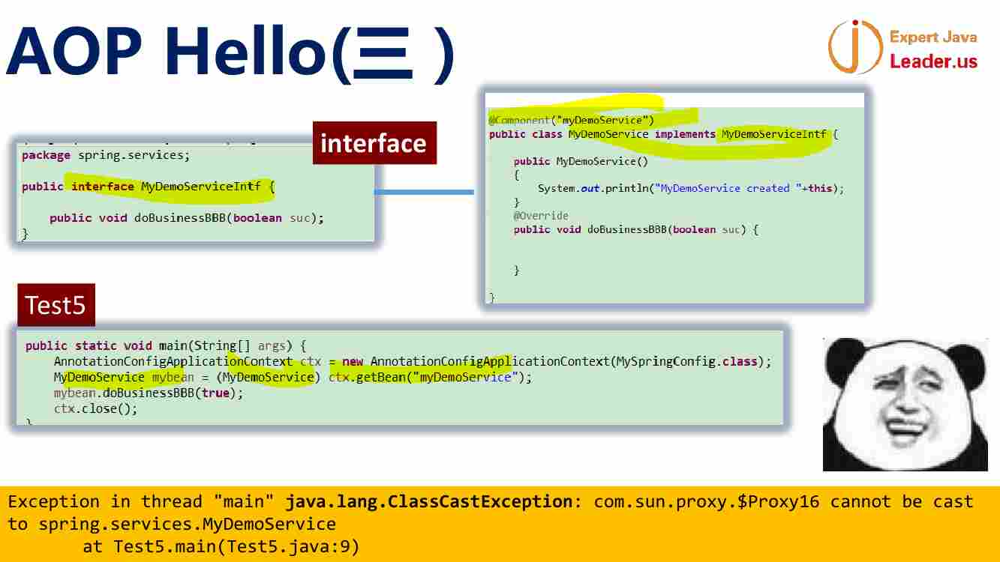 AOP Hello(三 )
Expert Java
Leader.us
interface
package spring.services;
public interface MyDemoServiceIntf {
public void doBusinessBBB(boolean suc);
}
@Component("myDemoService")
public class MyDemoService implements MyDemoServiceIntf {
public MyDemoService()
{
System.out.println("MyDemoService created "+this);
}
@Override
public void doBusinessBBB(boolean suc) {
}
}
Test5
public static void main(String[] args) {
AnnotationConfigApplicationContext ctx = new AnnotationConfigApplicationContext(MySpringConfig.class);
MyDemoService mybean = (MyDemoService) ctx.getBean("myDemoService");
mybean.doBusinessBBB(true);
ctx.close();
}
Exception in thread "main" java.lang.ClassCastException: com.sun.proxy.$Proxy16 cannot be cast
to spring.services.MyDemoService
at Test5.main(Test5.java:9)